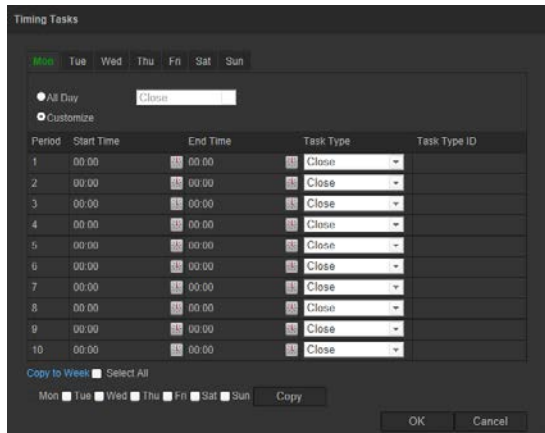 Timing Tasks
Mon Tue Wed Thu Fri Sat Sun
All Day Close
Customize
Period Start Time End Time Task Type Task Type ID
1 00:00 00:00 Close
2 00:00 00:00 Close
3 00:00 00:00 Close
4 00:00 00:00 Close
5 00:00 00:00 Close
6 00:00 00:00 Close
7 00:00 00:00 Close
8 00:00 00:00 Close
9 00:00 00:00 Close
10 00:00 00:00 Close
Copy to Week Select All
Mon Tue Wed Thu Fri Sat Sun Copy
OK Cancel